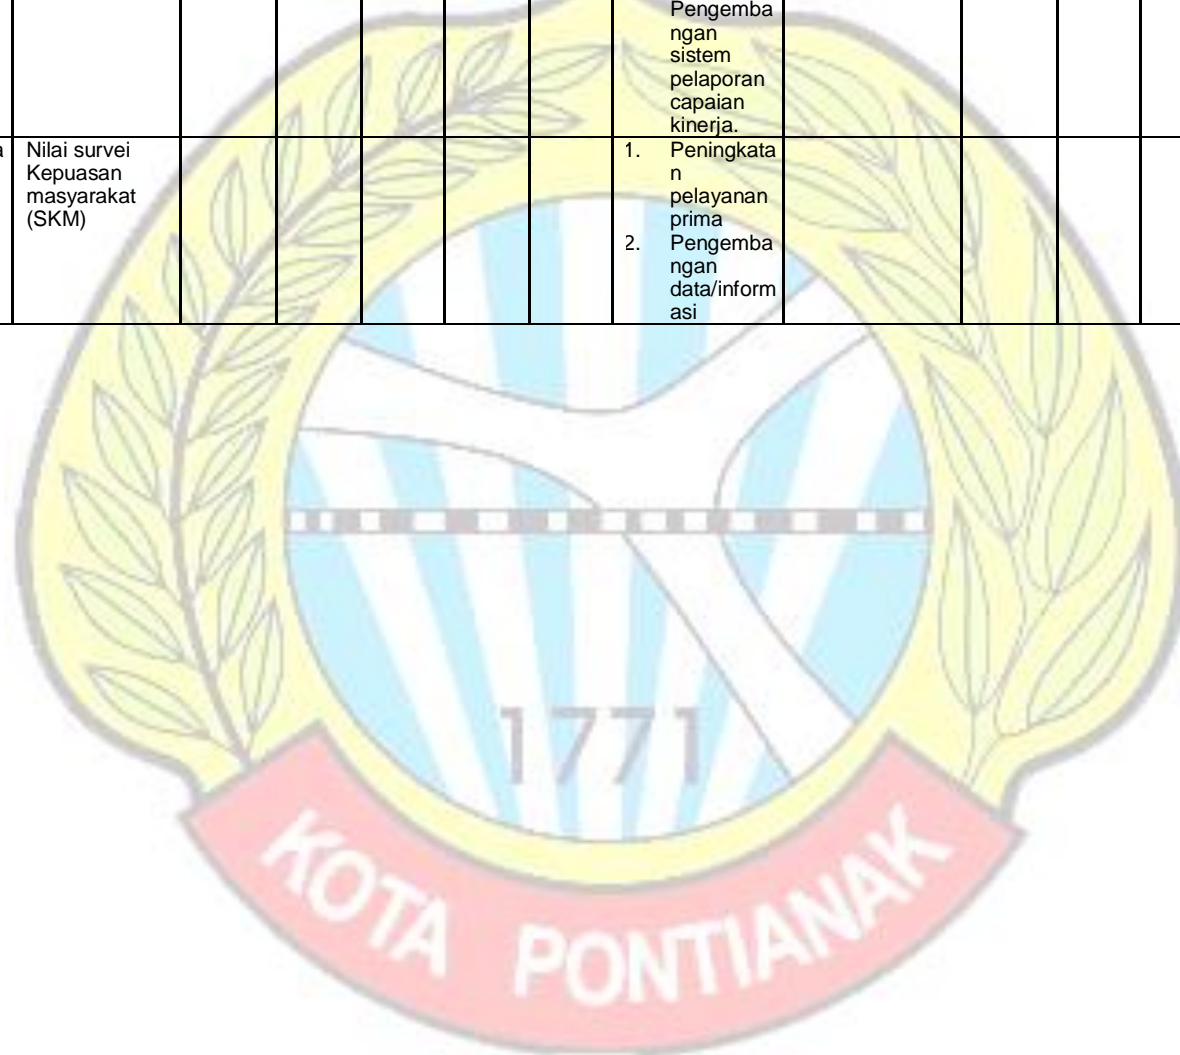 Pengemba
ngan
sistem
pelaporan
capaian
kinerja.
a
Nilai survei
Kepuasan
masyarakat
(SKM)
1. Peningkata
n
pelayanan
prima
2. Pengemba
ngan
data/inform
asi
1771
KOTA PONTIANAK